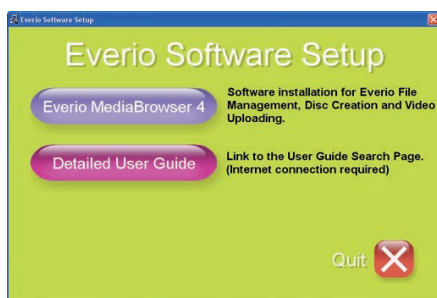 Everio Software Setup
Everio Software Setup
Everio MediaBrowser 4
Software installation for Everio File
Management, Disc Creation and Video
Uploading.
Detailed User Guide
Link to the User Guide Search Page.
(Internet connection required)
Quit